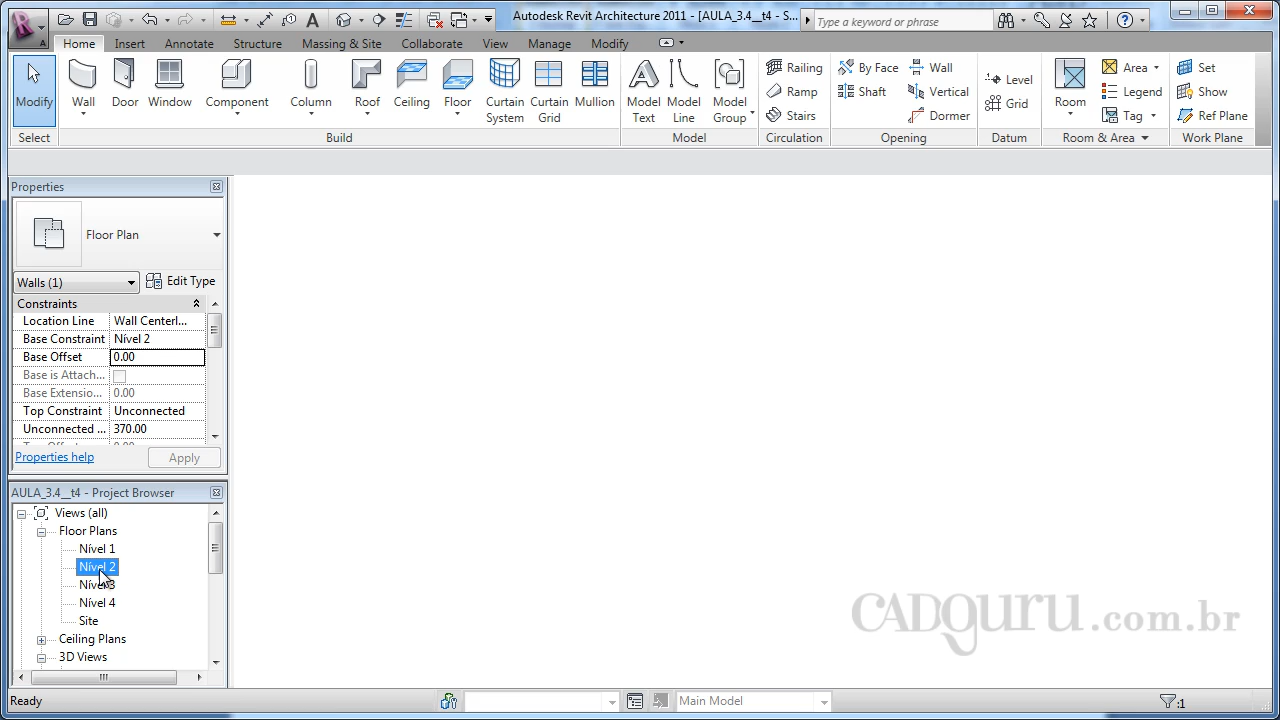 Autodesk Revit Architecture 2011 - [AULA_3.4__t4 - S...
Type a keyword or phrase
Home Insert Annotate Structure Massing & Site Collaborate View Manage Modify
Modify Wall Door Window Component Column Roof Ceiling Floor Curtain System Curtain Grid Mullion
Model Text Model Line Model Group
Railing Ramp Stairs
By Face Shaft Wall Vertical Dormer
Level Grid
Room Area Legend Tag
Set Show Ref Plane
Select Build Model Circulation Opening Datum Room & Area Work Plane
Properties
Floor Plan
Walls (1) Edit Type
Constraints
Location Line Wall Centerl...
Base Constraint Nível 2
Base Offset 0.00
Base is Attach...
Base Extensio... 0.00
Top Constraint Unconnected
Unconnected ... 370.00
Properties help Apply
AULA_3.4__t4 - Project Browser
Views (all)
Floor Plans
Nível 1
Nível 2
Nível 3
Nível 4
Site
Ceiling Plans
3D Views
CADGURU.com.br
Ready Main Model :1